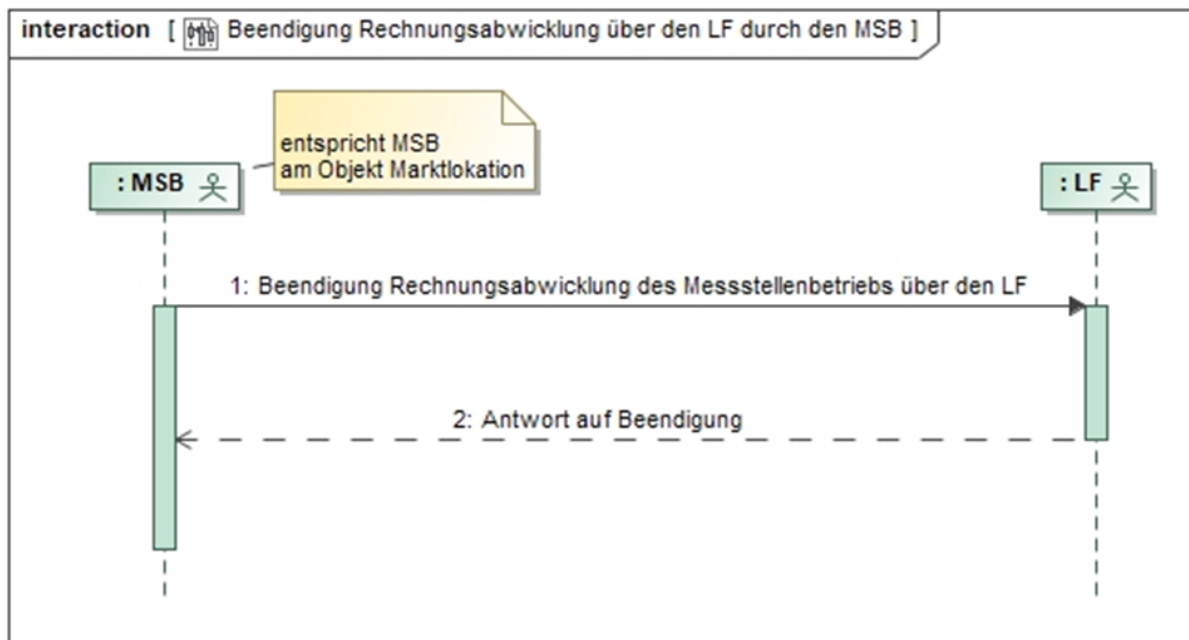 interaction [ Beendigung Rechnungsabwicklung über den LF durch den MSB ]
entspricht MSB
am Objekt Marktlokation
: MSB
: LF
1: Beendigung Rechnungsabwicklung des Messstellenbetriebs über den LF
2: Antwort auf Beendigung